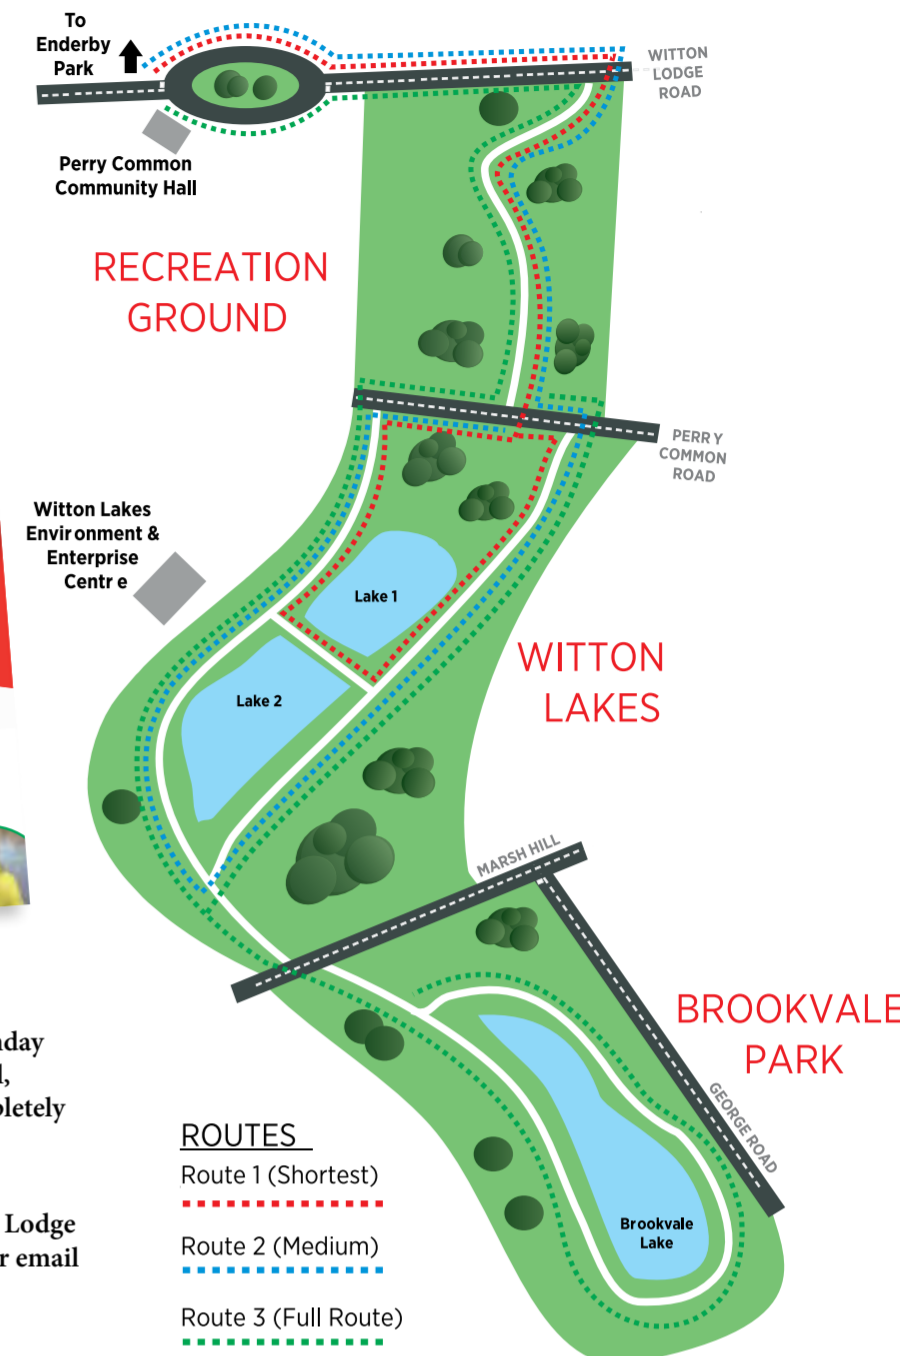 To
Enderby
Park
WITTON
LODGE
ROAD
Perry Common
Community Hall
RECREATION
GROUND
PERRY
COMMON
ROAD
Witton Lakes
Environment &
Enterprise
Centre
Lake 1
WITTON
LAKES
Lake 2
MARSH HILL
BROOKVALE
PARK
GEORGE ROAD
Brookvale
Lake
ROUTES
Route 1 (Shortest)
Route 2 (Medium)
Route 3 (Full Route)
Lodge
email